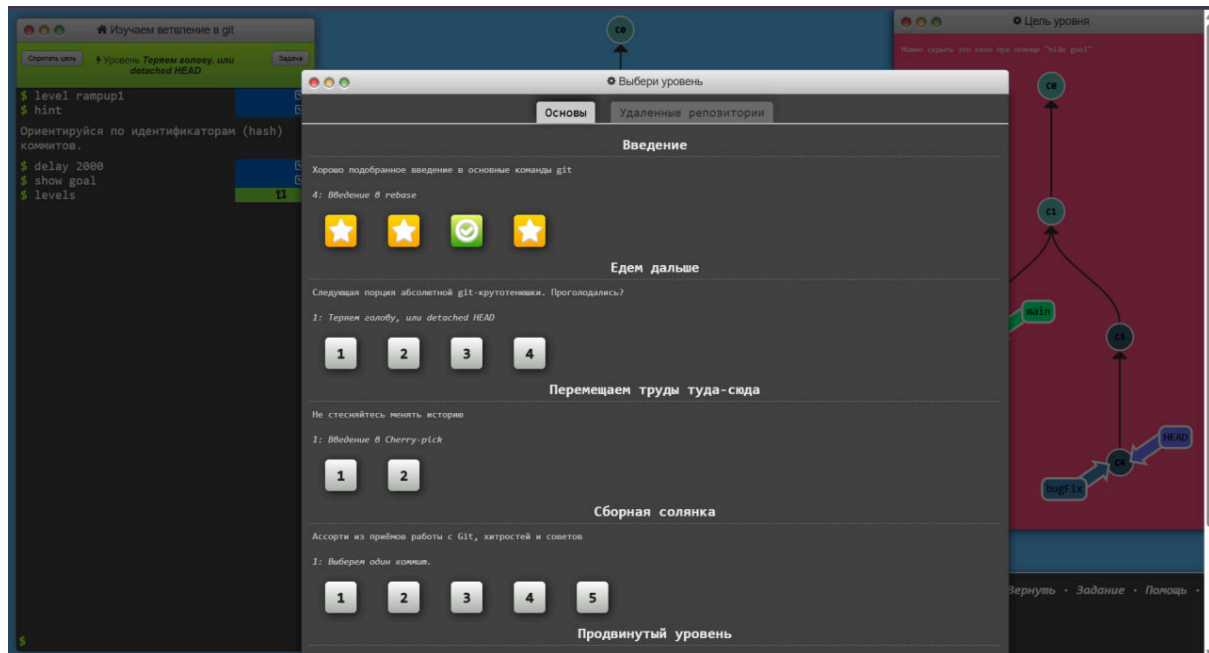 Изучаем ветвление в git
Спрятать цель
Уровень Теряем голову, или
detached HEAD
Задача
$ level rampup1
$ hint
Ориентируйся по идентификаторам (hash)
коммитов.
$ delay 2000
$ show goal
$ levels
$
c0
Выбери уровень
Основы
Удаленные репозитории
Введение
Хорошо подобранное введение в основные команды git
4: Введение в rebase
Едем дальше
Следующая порция абсолютной git-крутотенюшки. Проголодались?
1: Теряем голову, или detached HEAD
1 2 3 4
Перемещаем труды туда-сюда
Не стесняйтесь менять историю
1: Введение в Cherry-pick
1 2
Сборная солянка
Ассорти из приёмов работы с Git, хитростей и советов
1: Выберем один коммит.
1 2 3 4 5
Продвинутый уровень
Цель уровня
Можно скрыть это окно при помощи "hide goal"
c0
c1
main
c3
HEAD
c4
bugFix
Вернуть · Задание · Помощь ·